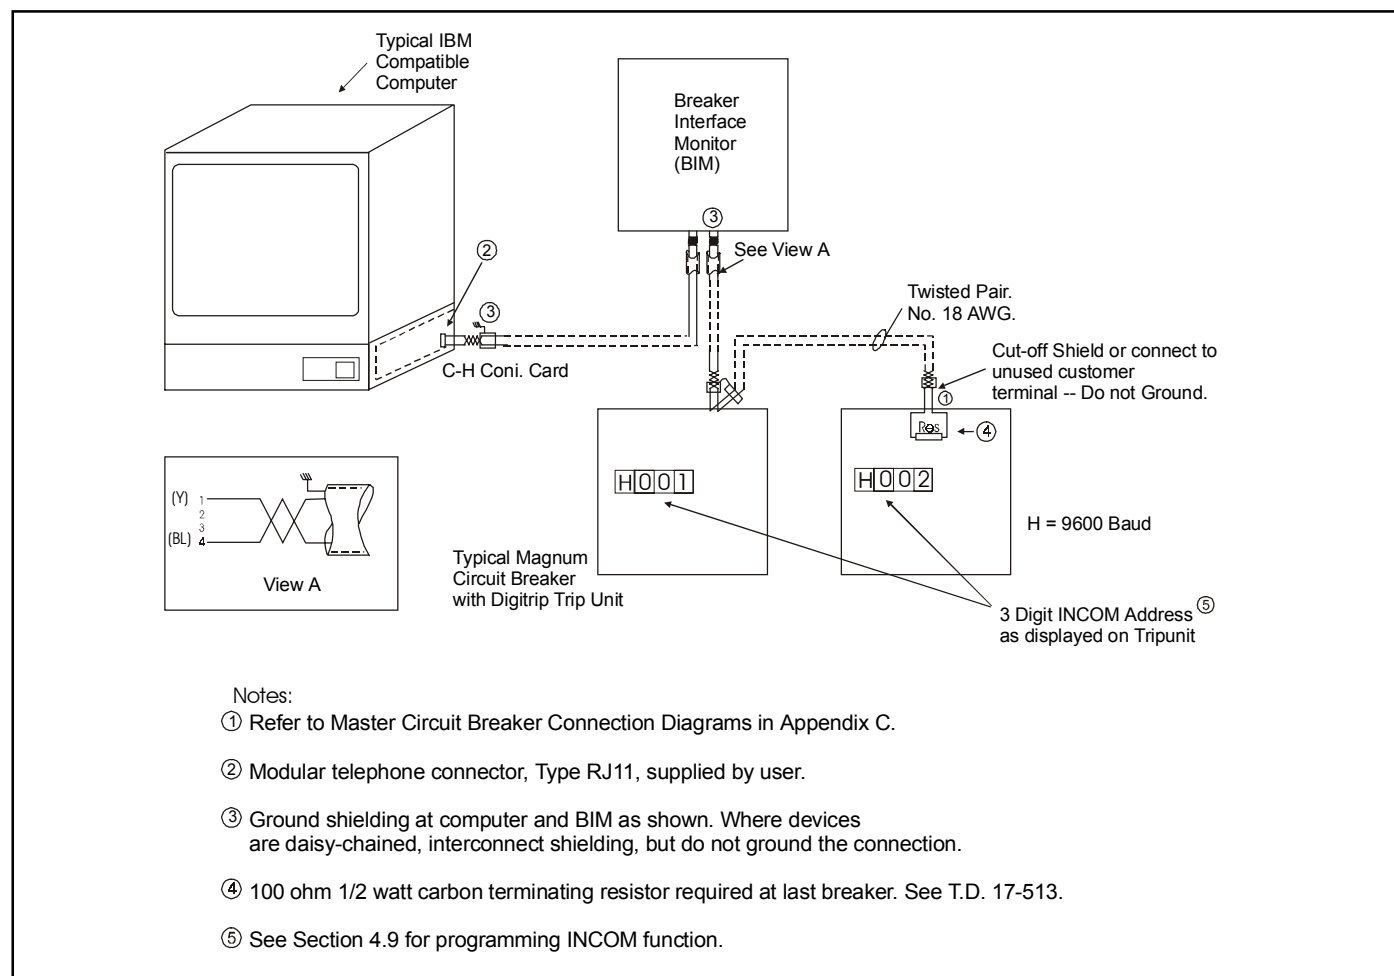 Typical IBM
Compatible
Computer
Breaker
Interface
Monitor
(BIM)
③
See View A
②
③
C-H Coni. Card
Twisted Pair.
No. 18 AWG.
Cut-off Shield or connect to
unused customer
terminal -- Do not Ground.
①
Res
④
H001
H002
H = 9600 Baud
(Y) 1
2
3
(BL) 4
View A
Typical Magnum
Circuit Breaker
with Digitrip Trip Unit
3 Digit INCOM Address ⑤
as displayed on Tripunit
Notes:
① Refer to Master Circuit Breaker Connection Diagrams in Appendix C.
② Modular telephone connector, Type RJ11, supplied by user.
③ Ground shielding at computer and BIM as shown. Where devices
are daisy-chained, interconnect shielding, but do not ground the connection.
④ 100 ohm 1/2 watt carbon terminating resistor required at last breaker. See T.D. 17-513.
⑤ See Section 4.9 for programming INCOM function.